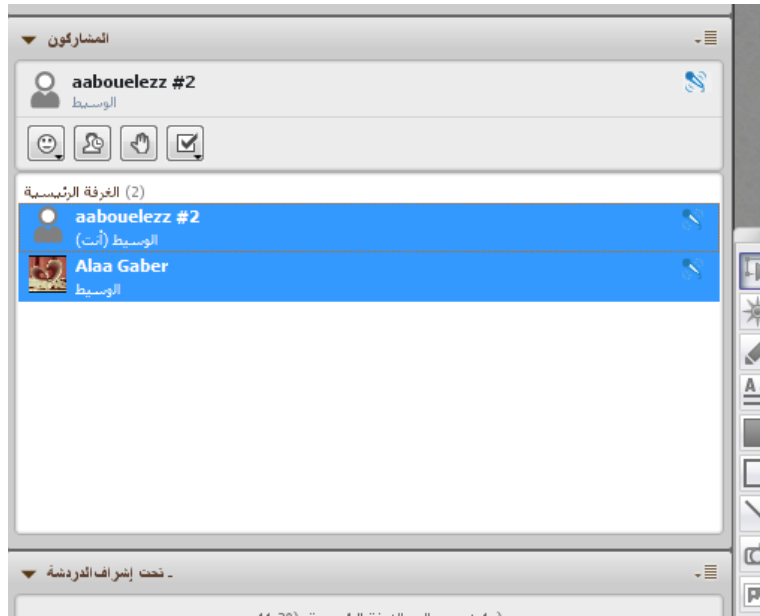 المشاركون
aabouelezz #2
الوسيط
الغرفة الرئيسية (2)
aabouelezz #2
الوسيط (أنت)
Alaa Gaber
الوسيط
A
ـ تحت إشراف الدردشة